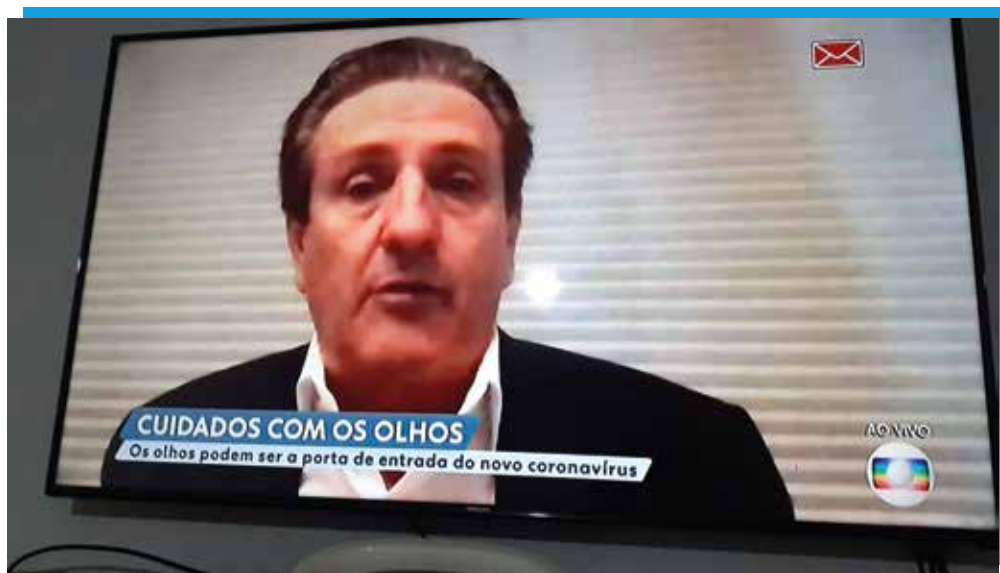 CUIDADOS COM OS OLHOS
Os olhos podem ser a porta de entrada do novo coronavírus
AO VIVO